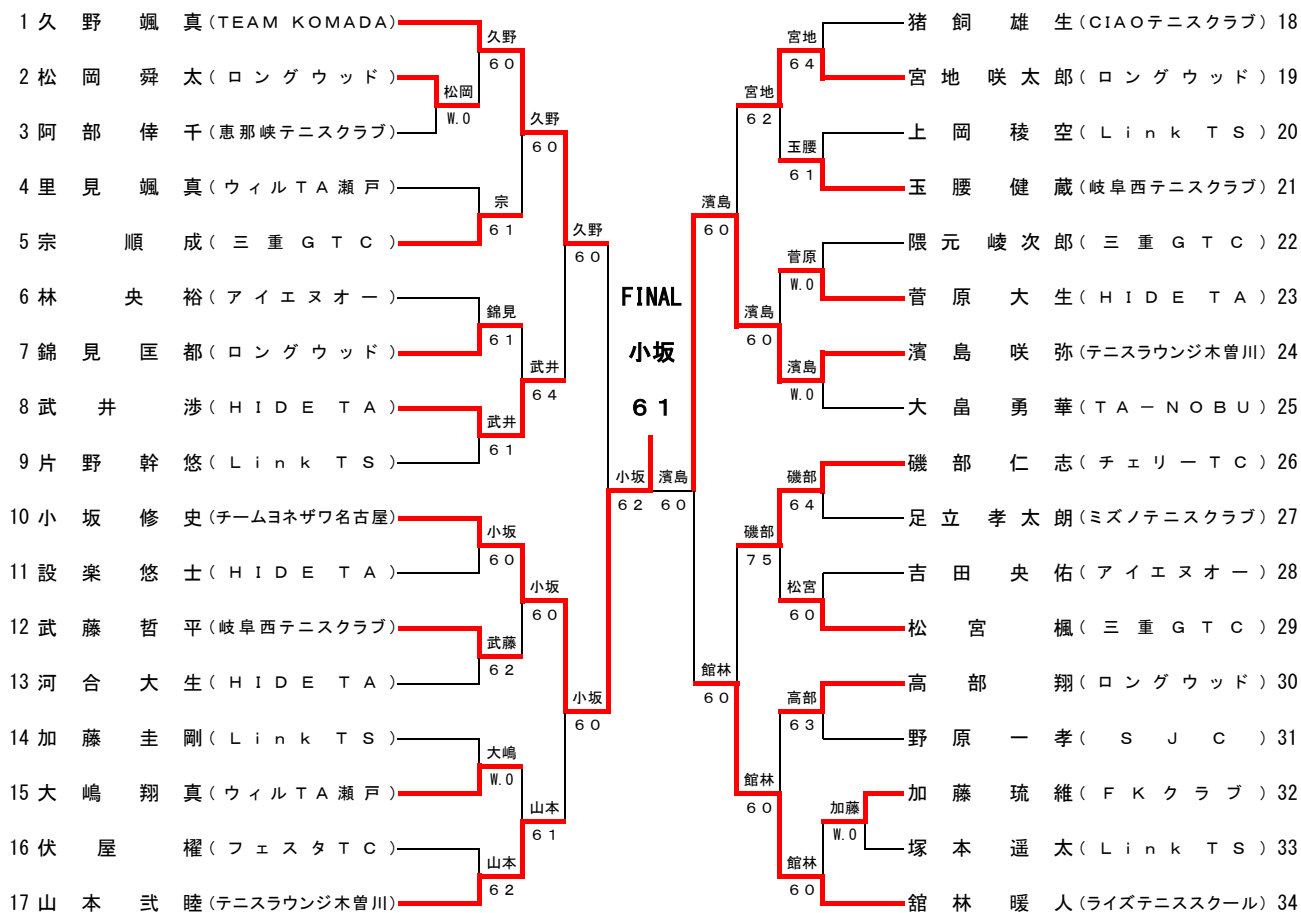 1 久野 颯真 (TEAM KOMADA)
2 松岡 舜太 (ロングウッド)
3 阿部 倖千 (恵那峡テニスクラブ)
4 里見 颯真 (ウィルTA瀬戸)
5 宗 順成 (三重GTC)
6 林 央裕 (アイエヌオー)
7 錦見 匡都 (ロングウッド)
8 武井 渉 (HIDE TA)
9 片野 幹悠 (Link TS)
10 小坂 修史 (チームヨネザワ名古屋)
11 設楽 悠士 (HIDE TA)
12 武藤 哲平 (岐阜西テニスクラブ)
13 河合 大生 (HIDE TA)
14 加藤 圭剛 (Link TS)
15 大嶋 翔真 (ウィルTA瀬戸)
16 伏屋 櫂 (フェスタTC)
17 山本 弐睦 (テニスラウンジ木曽川)
久野
60
松岡
W.0
宗
61
錦見
61
武井
61
小坂
60
武藤
62
大嶋
W.0
山本
62
久野
60
武井
64
小坂
60
山本
61
久野
60
小坂
60
小坂
62
FINAL
小坂
61
濱島
60
濱島
60
館林
60
宮地
62
濱島
60
磯部
75
館林
60
宮地
64
玉腰
61
菅原
W.0
濱島
W.0
磯部
64
松宮
60
高部
63
加藤
W.0
館林
60
猪飼 雄生 (CIAOテニスクラブ) 18
宮地 咲太郎 (ロングウッド) 19
上岡 稜空 (Link TS) 20
玉腰 健蔵 (岐阜西テニスクラブ) 21
隈元 崚次郎 (三重GTC) 22
菅原 大生 (HIDE TA) 23
濱島 咲弥 (テニスラウンジ木曽川) 24
大畠 勇華 (TA-NOBU) 25
磯部 仁志 (チェリーTC) 26
足立 孝太朗 (ミズノテニスクラブ) 27
吉田 央佑 (アイエヌオー) 28
松宮 楓 (三重GTC) 29
高部 翔 (ロングウッド) 30
野原 一孝 (SJC) 31
加藤 琉維 (FKクラブ) 32
塚本 遥太 (Link TS) 33
舘林 暖人 (ライズテニススクール) 34